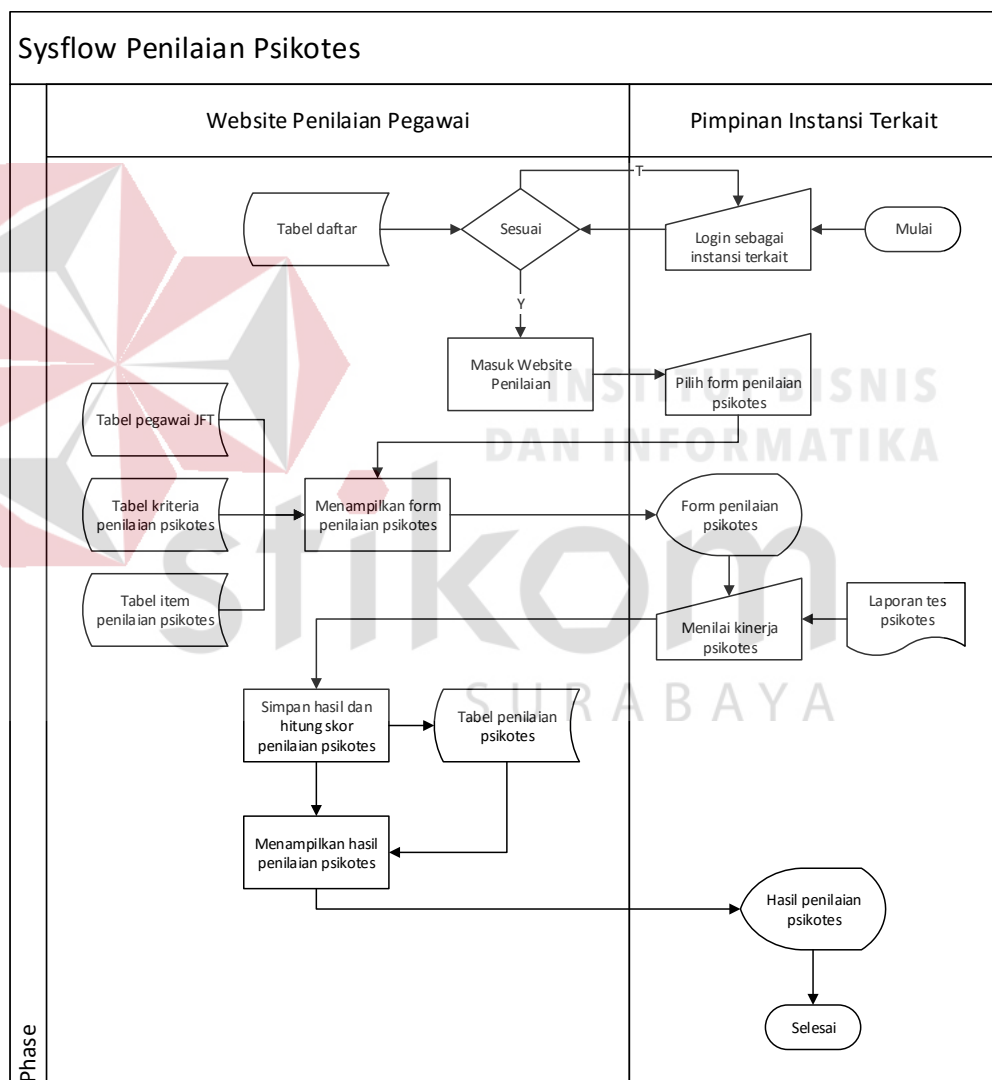 Sysflow Penilaian Psikotes
Website Penilaian Pegawai
Pimpinan Instansi Terkait
T
Tabel daftar
Sesuai
Login sebagai
instansi terkait
Mulai
Y
Masuk Website
Penilaian
Pilih form penilaian
psikotes
INSTITUT BISNIS
DAN INFORMATIKA
Tabel pegawai JFT
Tabel kriteria
penilaian psikotes
Menampilkan form
penilaian psikotes
Form penilaian
psikotes
stikom
Tabel item
penilaian psikotes
Menilai kinerja
psikotes
Laporan tes
psikotes
SURABAYA
Simpan hasil dan
hitung skor
penilaian psikotes
Tabel penilaian
psikotes
Menampilkan hasil
penilaian psikotes
Hasil penilaian
psikotes
Selesai
Phase